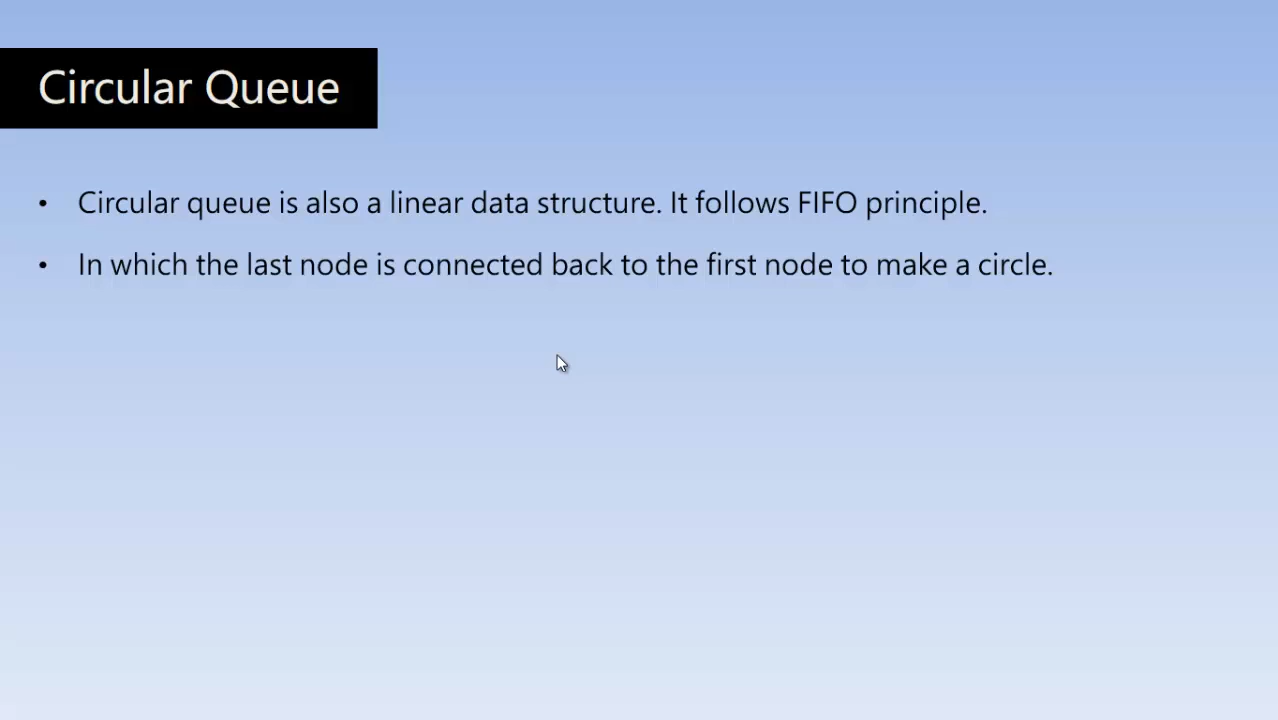 Circular Queue
• Circular queue is also a linear data structure. It follows FIFO principle.
• In which the last node is connected back to the first node to make a circle.